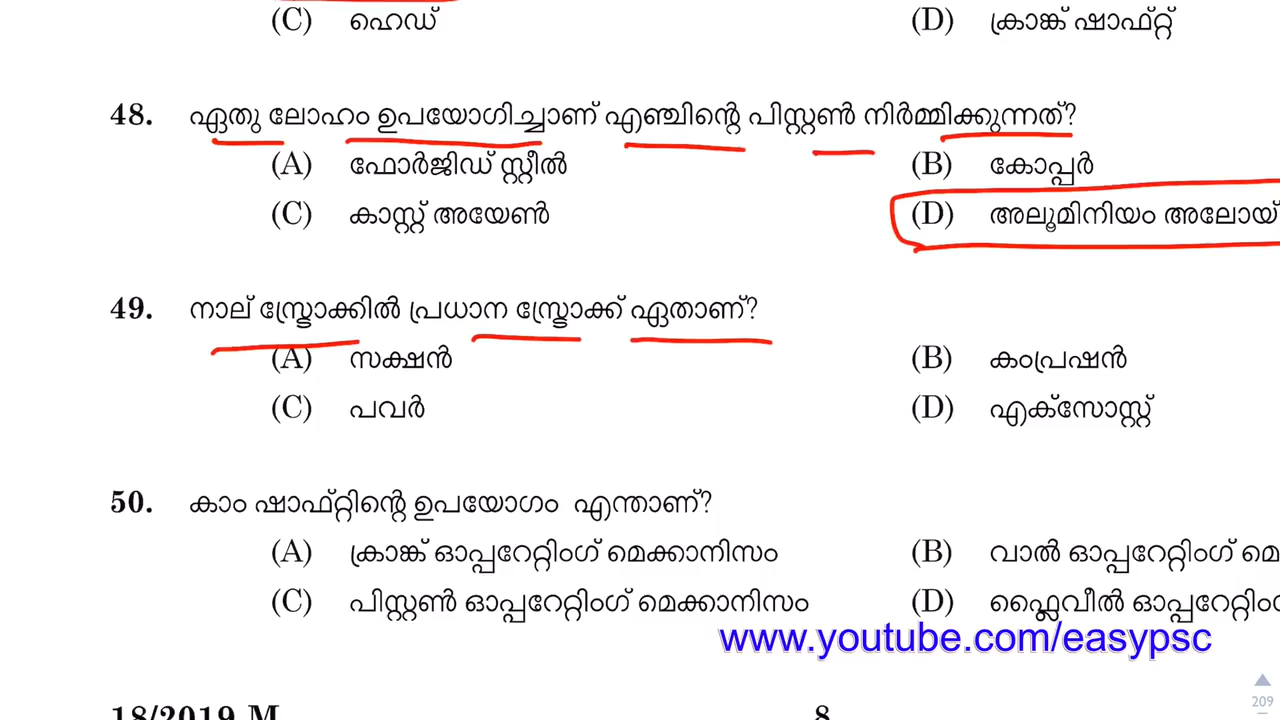 (C) ഹെഡ് (D) ക്രാങ്ക് ഷാഫ്റ്റ്
48. ഏതു ലോഹം ഉപയോഗിച്ചാണ് എഞ്ചിന്റെ പിസ്റ്റൺ നിർമ്മിക്കുന്നത്?
(A) ഫോർജിഡ് സ്റ്റീൽ (B) കോപ്പർ
(C) കാസ്റ്റ് അയേൺ (D) അലൂമിനിയം അലോയ്
49. നാല് സ്ട്രോക്കിൽ പ്രധാന സ്ട്രോക്ക് ഏതാണ്?
(A) സക്ഷൻ (B) കംപ്രഷൻ
(C) പവർ (D) എക്സോസ്റ്റ്
50. കാം ഷാഫ്റ്റിന്റെ ഉപയോഗം എന്താണ്?
(A) ക്രാങ്ക് ഓപ്പറേറ്റിംഗ് മെക്കാനിസം (B) വാൽ ഓപ്പറേറ്റിംഗ് മെ
(C) പിസ്റ്റൺ ഓപ്പറേറ്റിംഗ് മെക്കാനിസം (D) ഫ്ലൈവീൽ ഓപ്പറേറ്റിംഗ്
www.youtube.com/easypsc
209
18/2019 M 8